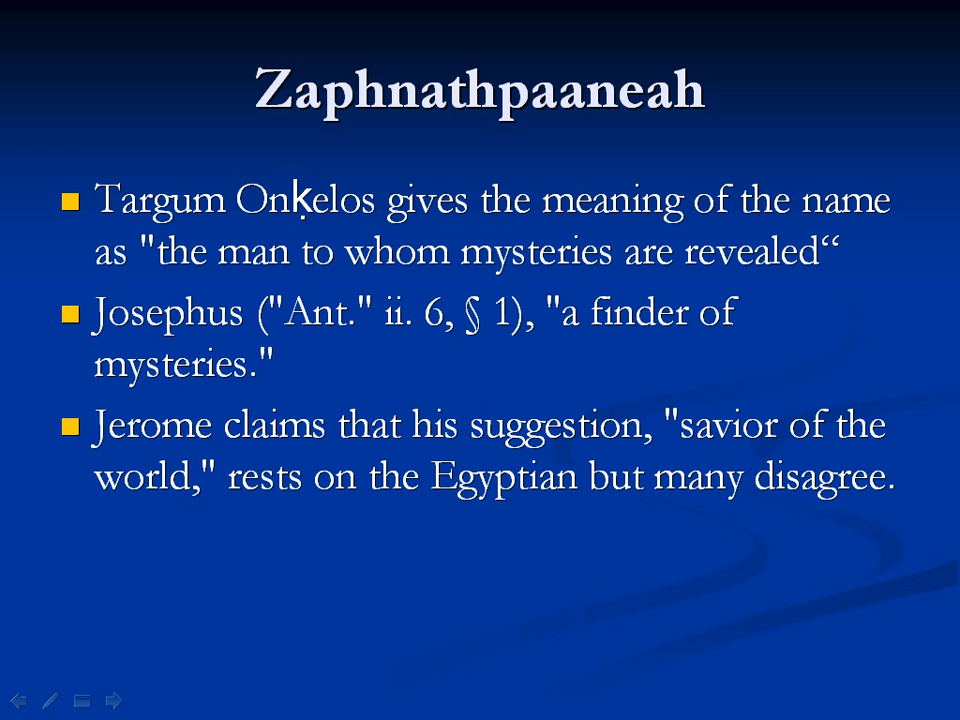 Zaphnathpaaneah
Targum Onḳelos gives the meaning of the name
as "the man to whom mysteries are revealed“
Josephus ("Ant." ii. 6, § 1), "a finder of
mysteries."
Jerome claims that his suggestion, "savior of the
world," rests on the Egyptian but many disagree.